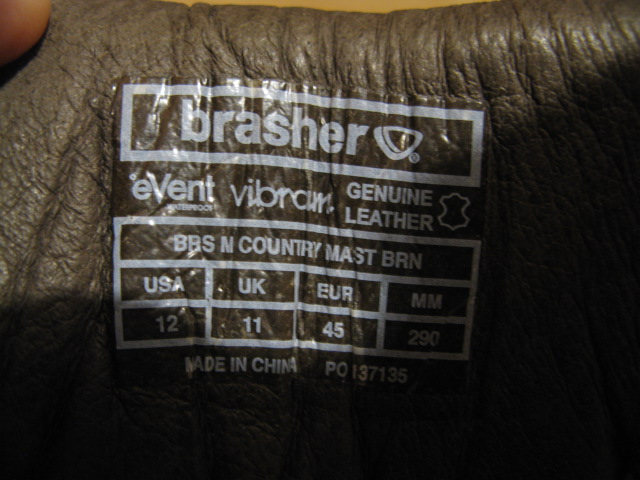 brasher ®
eVent WATERPROOF vibram GENUINE LEATHER
BRS M COUNTRY MAST BRN
USA UK EUR MM
12 11 45 290
MADE IN CHINA PO 137135